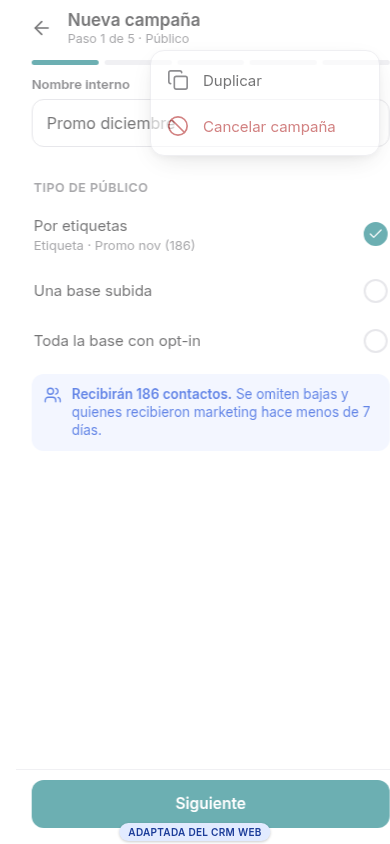 Nueva campaña
Paso 1 de 5 · Público
Duplicar
Cancelar campaña
Nombre interno
Promo diciembre
TIPO DE PÚBLICO
Por etiquetas
Etiqueta · Promo nov (186)
Una base subida
Toda la base con opt-in
Recibirán 186 contactos. Se omiten bajas y
quienes recibieron marketing hace menos de 7
días.
Siguiente
ADAPTADA DEL CRM WEB